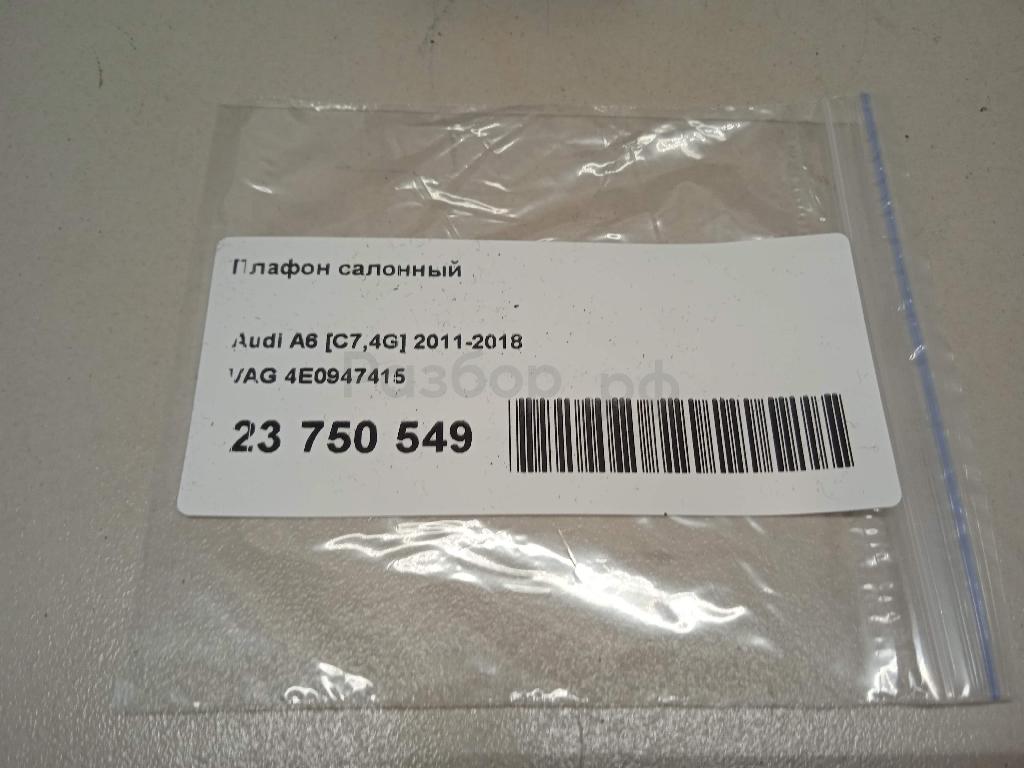 Плафон салонный
Audi A6 [C7,4G] 2011-2018
VAG 4E0947415
Разбор.рф
23 750 549